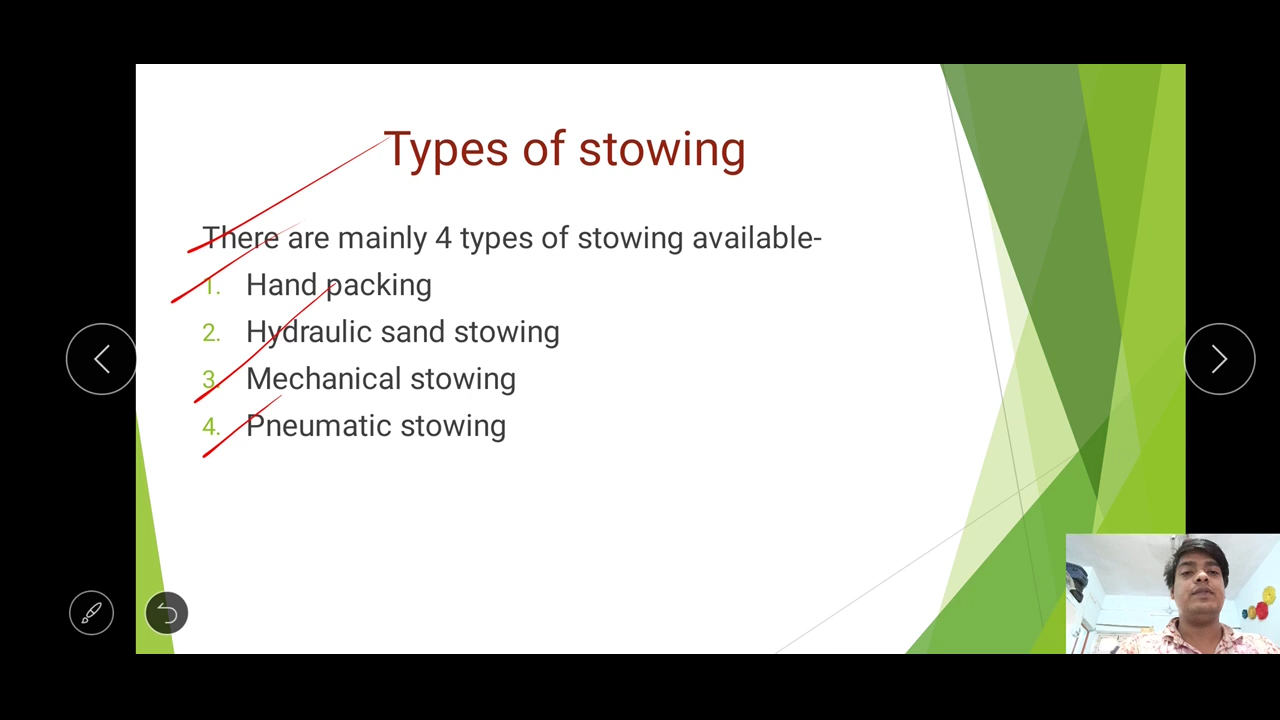 Types of stowing
There are mainly 4 types of stowing available-
1. Hand packing
2. Hydraulic sand stowing
3. Mechanical stowing
4. Pneumatic stowing